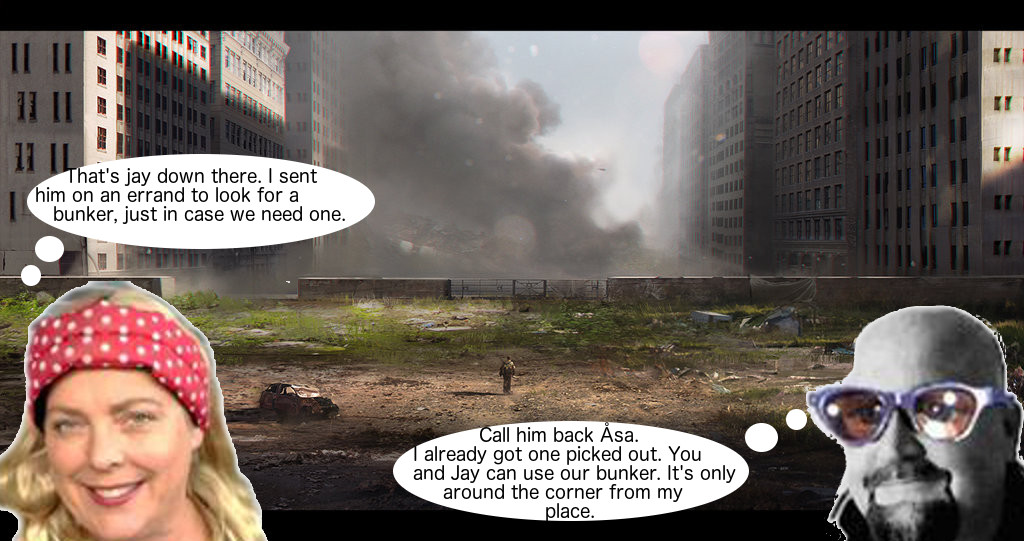 That's jay down there. I sent
him on an errand to look for a
bunker, just in case we need one.
Call him back Åsa.
I already got one picked out. You
and Jay can use our bunker. It's only
around the corner from my
place.